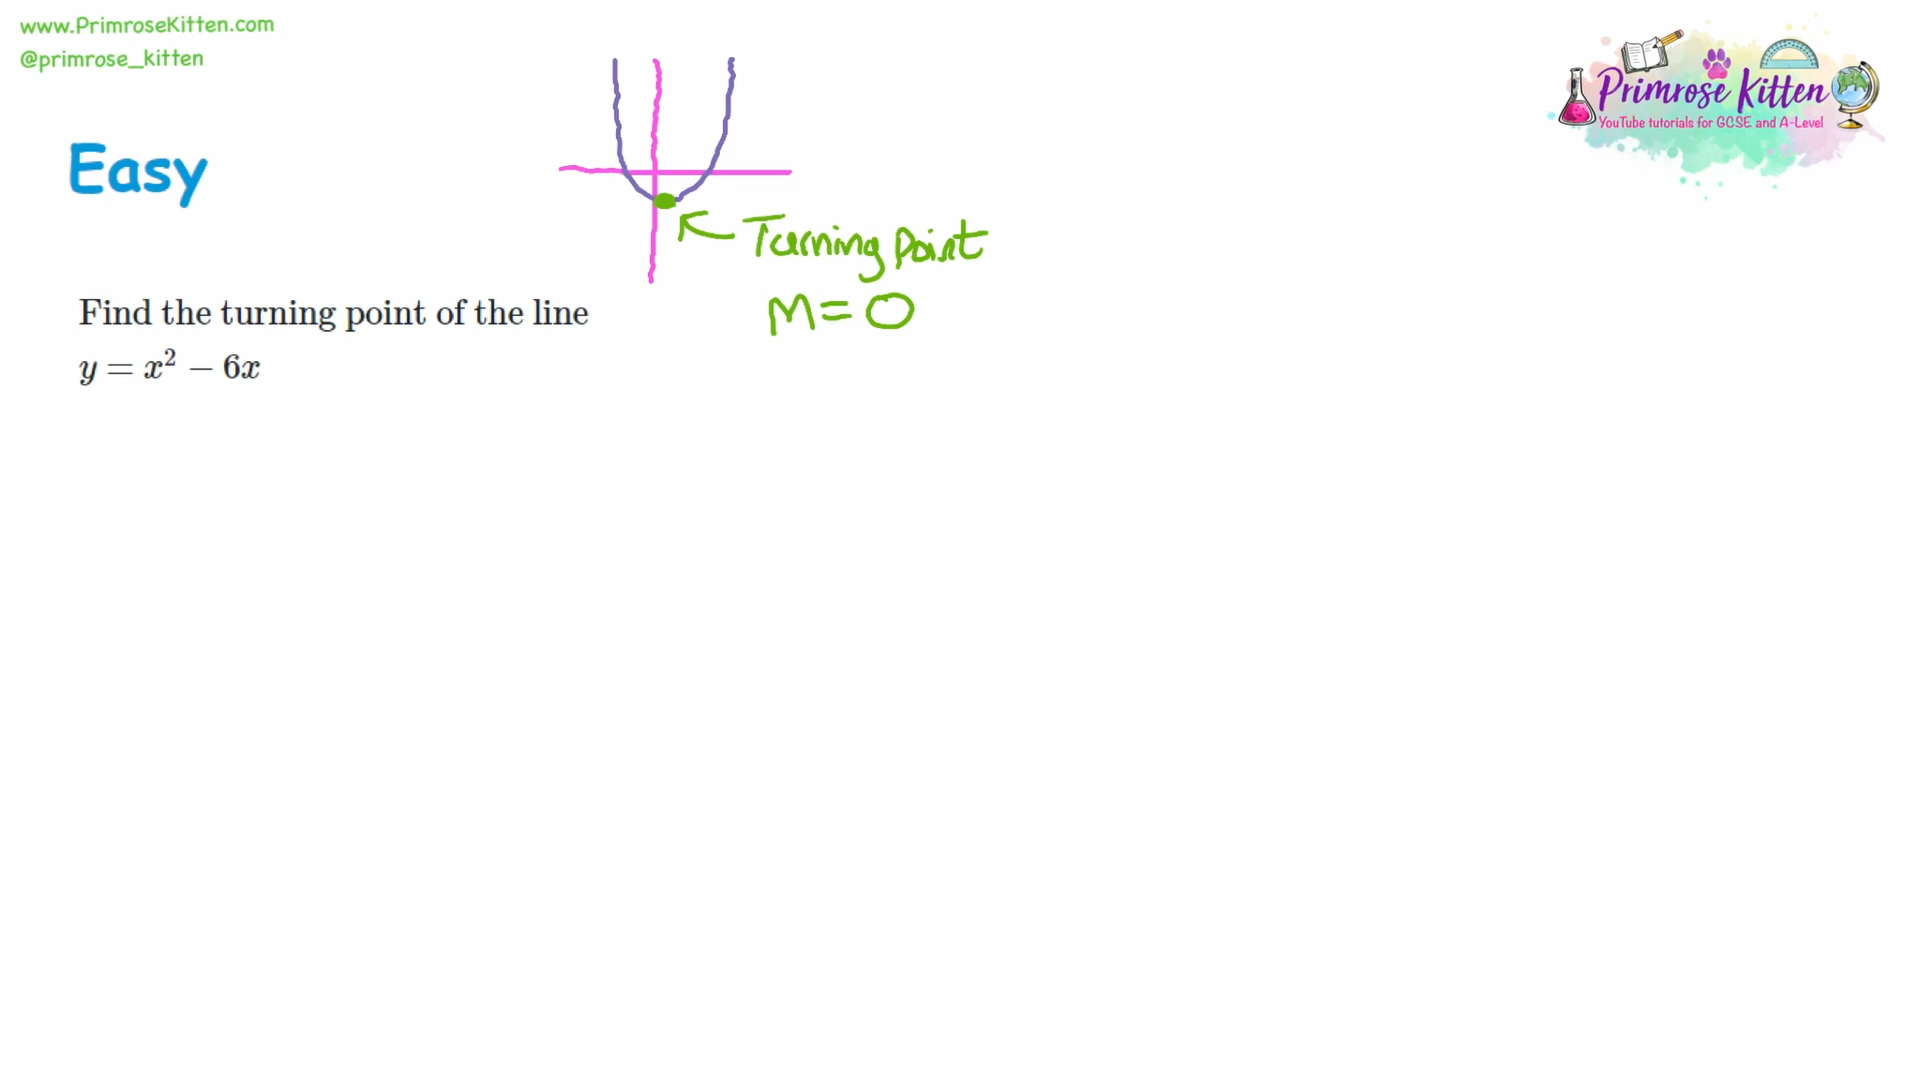 www.PrimroseKitten.com
@primrose_kitten
Primrose Kitten
YouTube tutorials for GCSE and A-Level
Easy
Turning Point
M = 0
Find the turning point of the line
y = x² − 6x